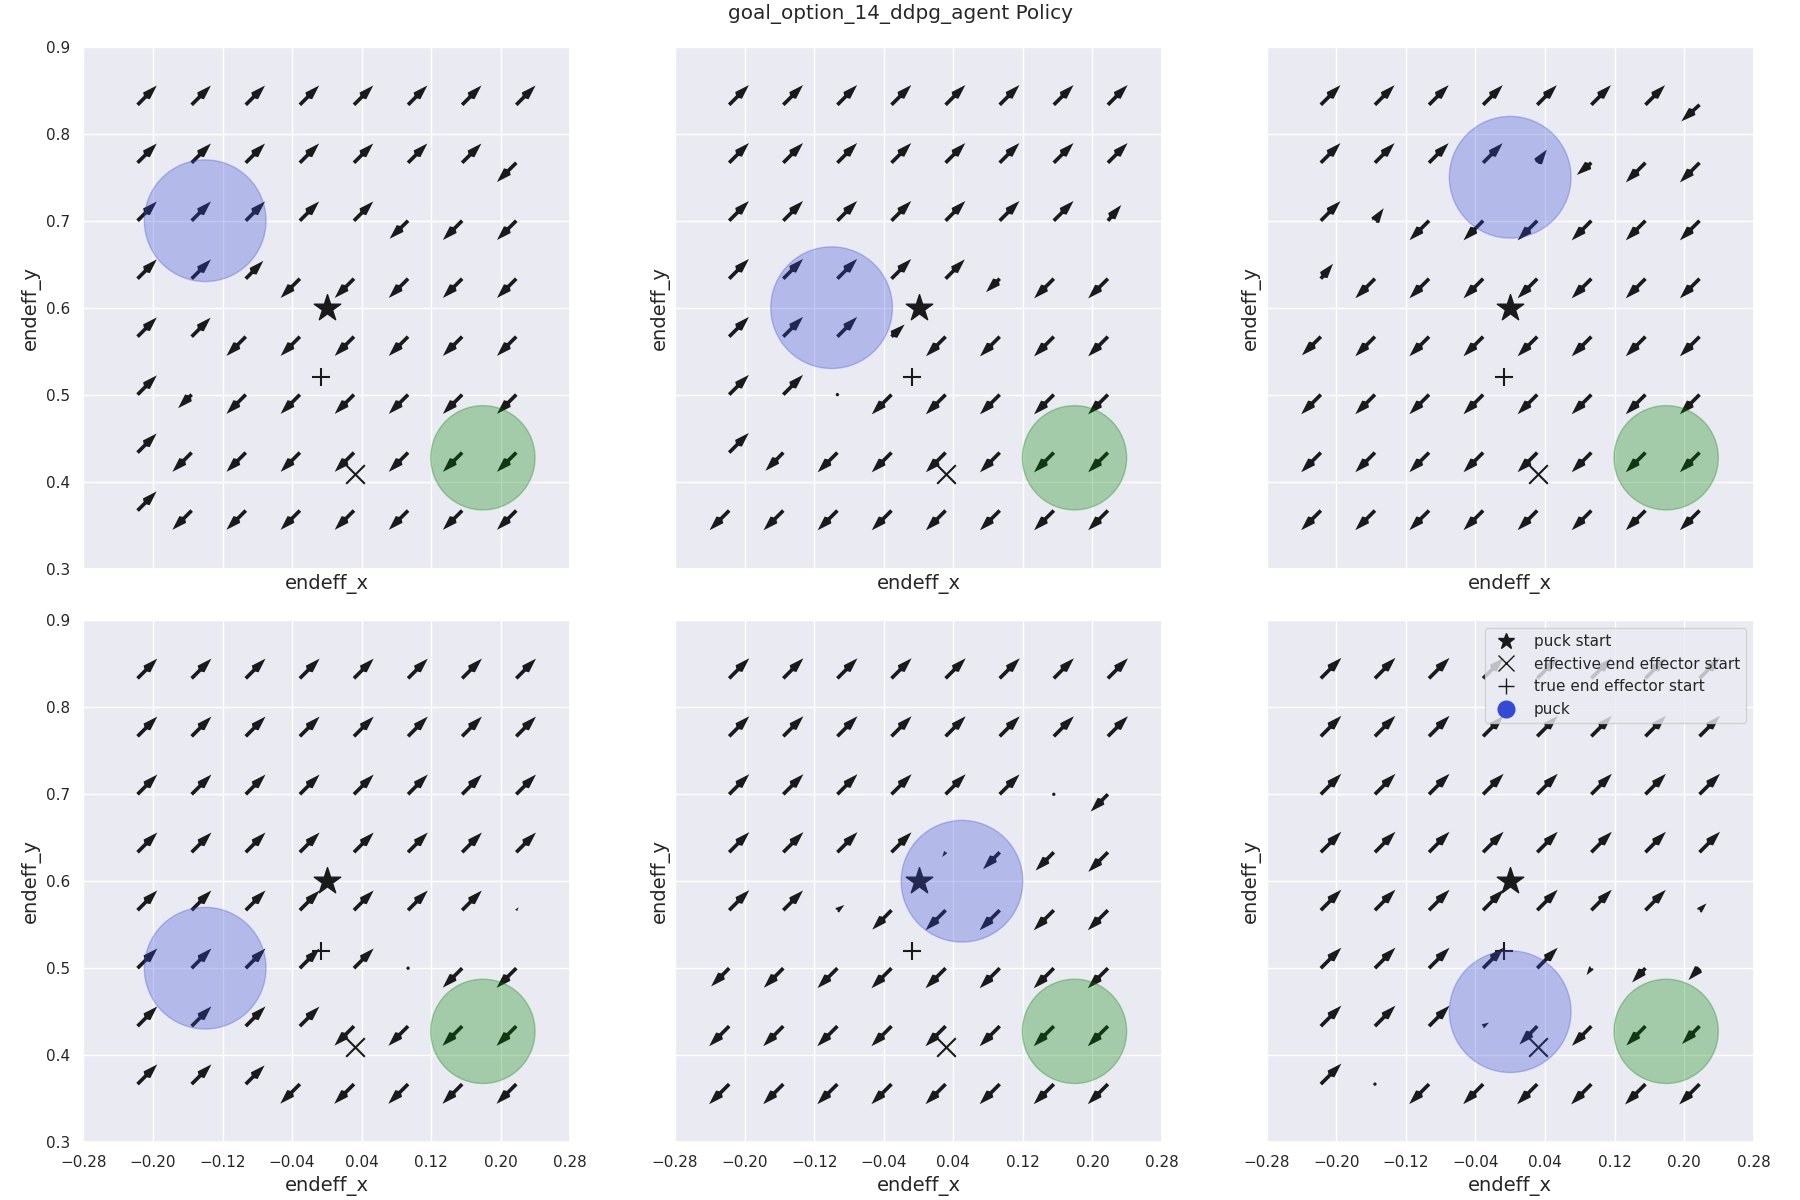 goal_option_14_ddpg_agent Policy
0.9
0.8
0.7
0.6
0.5
0.4
0.3
endeff_y
endeff_x
endeff_y
endeff_x
endeff_y
endeff_x
0.9
0.8
0.7
0.6
0.5
0.4
0.3
endeff_y
−0.28 −0.20 −0.12 −0.04 0.04 0.12 0.20 0.28
endeff_x
endeff_y
−0.28 −0.20 −0.12 −0.04 0.04 0.12 0.20 0.28
endeff_x
puck start
effective end effector start
true end effector start
puck
endeff_y
−0.28 −0.20 −0.12 −0.04 0.04 0.12 0.20 0.28
endeff_x